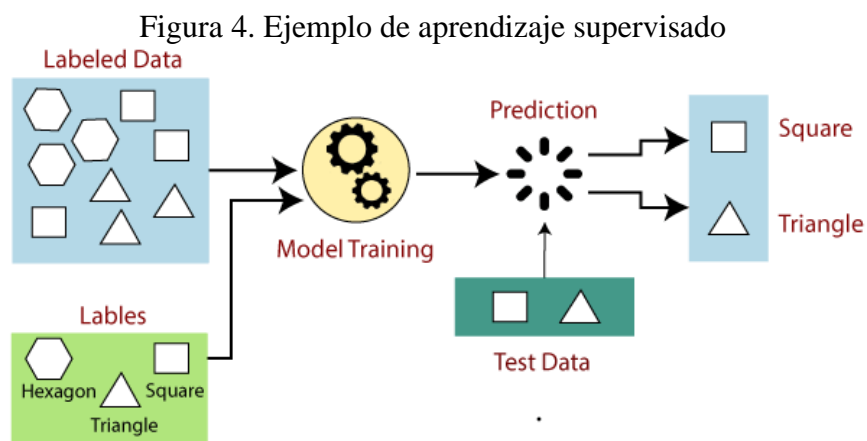 Figura 4. Ejemplo de aprendizaje supervisado
Labeled Data
Prediction
Square
Triangle
Model Training
Test Data
Lables
Hexagon
Square
Triangle